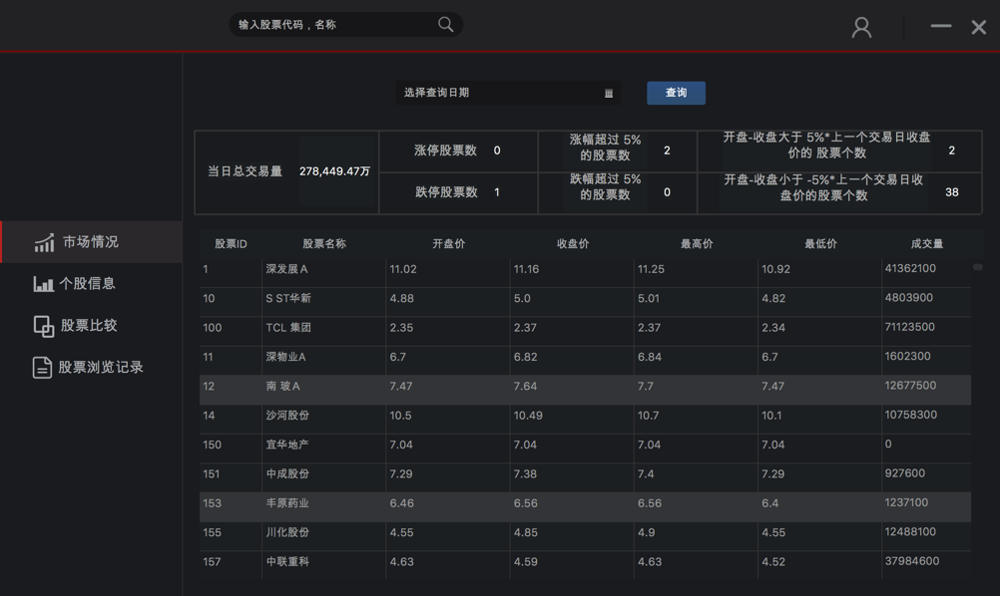 输入股票代码，名称
选择查询日期
查询
当日总交易量
278,449.47万
涨停股票数
0
涨幅超过 5%
的股票数
2
开盘-收盘大于 5%*上一个交易日收盘
价的 股票个数
2
跌停股票数
1
跌幅超过 5%
的股票数
0
开盘-收盘小于 -5%*上一个交易日收
盘价的股票个数
38
市场情况
个股信息
股票比较
股票浏览记录
股票ID 股票名称 开盘价 收盘价 最高价 最低价 成交量
1 深发展A 11.02 11.16 11.25 10.92 41362100
10 S ST华新 4.88 5.0 5.01 4.82 4803900
100 TCL 集团 2.35 2.37 2.37 2.34 71123500
11 深物业A 6.7 6.82 6.84 6.7 1602300
12 南 玻A 7.47 7.64 7.7 7.47 12677500
14 沙河股份 10.5 10.49 10.7 10.1 10758300
150 宜华地产 7.04 7.04 7.04 7.04 0
151 中成股份 7.29 7.38 7.4 7.29 927600
153 丰原药业 6.46 6.56 6.56 6.4 1237100
155 川化股份 4.55 4.85 4.9 4.55 12488100
157 中联重科 4.63 4.59 4.63 4.52 37984600